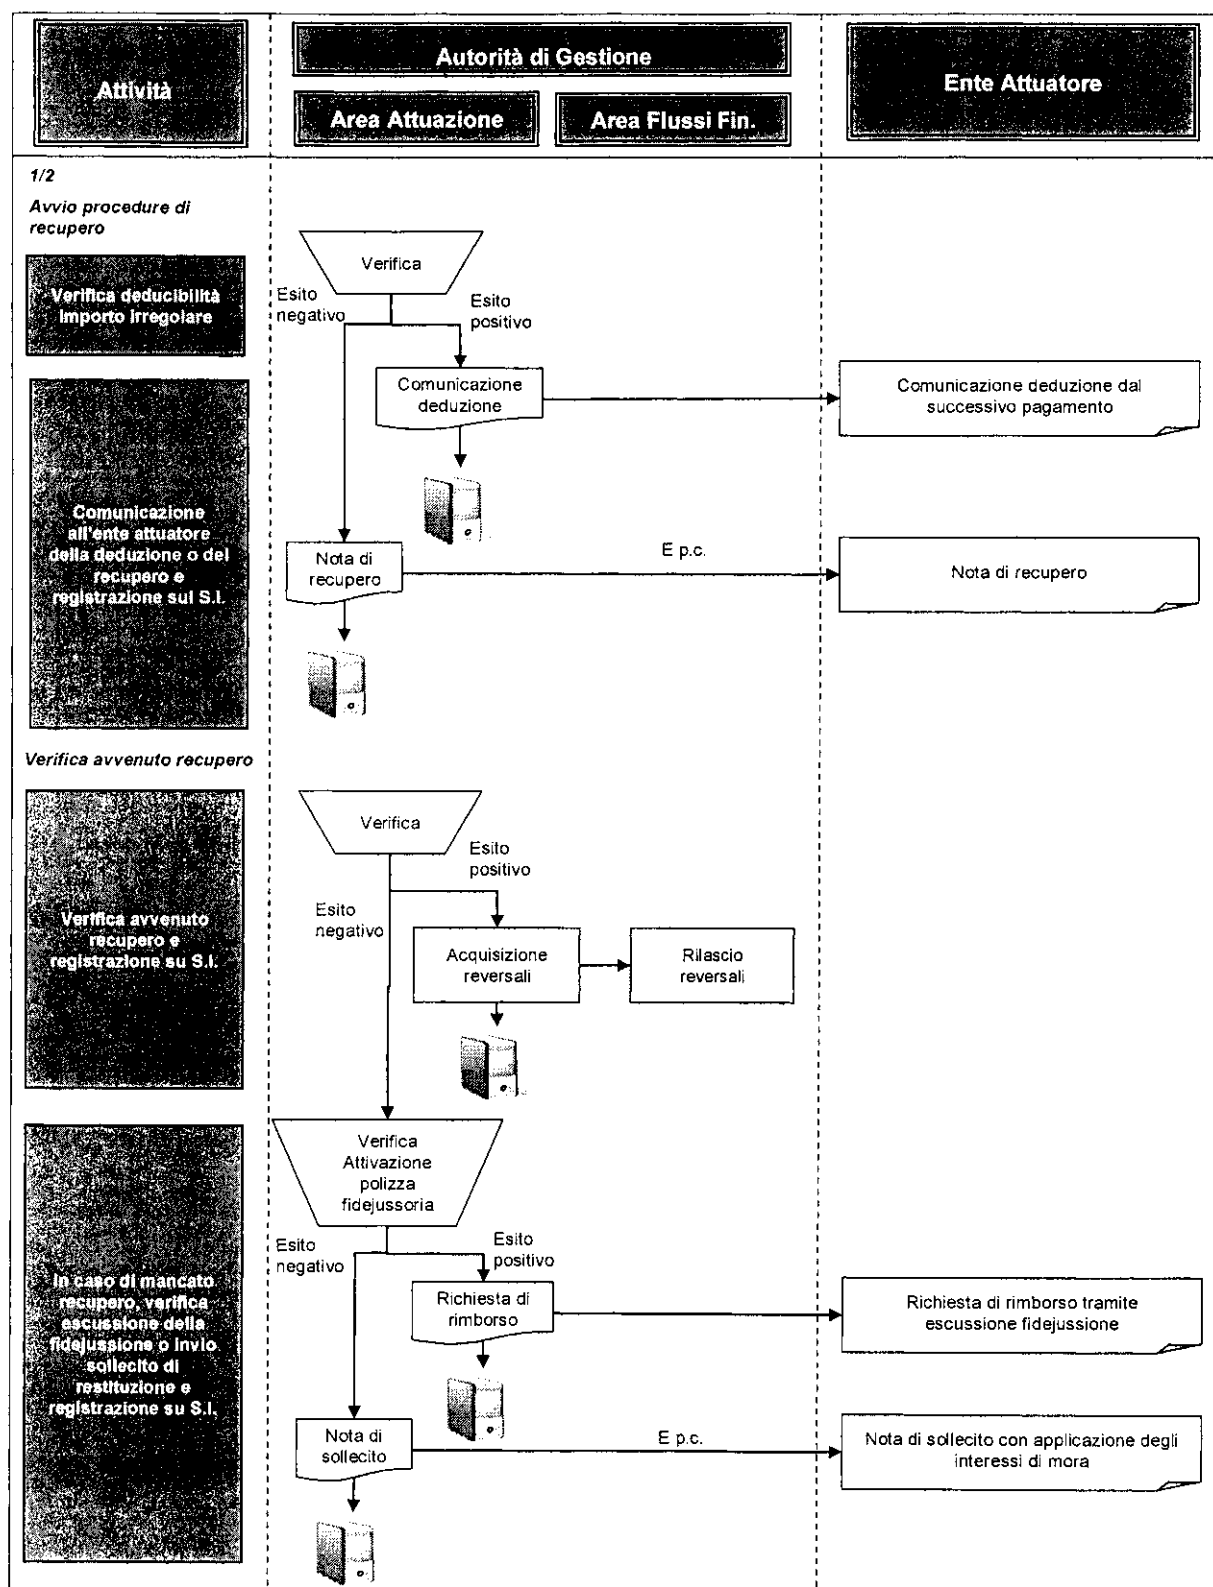 Attività
Autorità di Gestione
Area Attuazione
Area Flussi Fin.
Ente Attuatore
1/2
Avvio procedure di
recupero
Verifica deducibilità
Importo Irregolare
Verifica
Esito
negativo
Esito
positivo
Comunicazione
deduzione
Comunicazione deduzione dal
successivo pagamento
Comunicazione
all'ente attuatore
della deduzione o del
recupero e
registrazione sul S.I.
Nota di
recupero
E p.c.
Nota di recupero
Verifica avvenuto recupero
Verifica avvenuto
recupero e
registrazione su S.I.
Verifica
Esito
positivo
Esito
negativo
Acquisizione
reversali
Rilascio
reversali
In caso di mancato
recupero, verifica
escussione della
fidejussione o invio
sollecito di
restituzione e
registrazione su S.I.
Verifica
Attivazione
polizza
fidejussoria
Esito
negativo
Esito
positivo
Richiesta di
rimborso
Richiesta di rimborso tramite
escussione fidejussione
Nota di
sollecito
E p.c.
Nota di sollecito con applicazione degli
interessi di mora